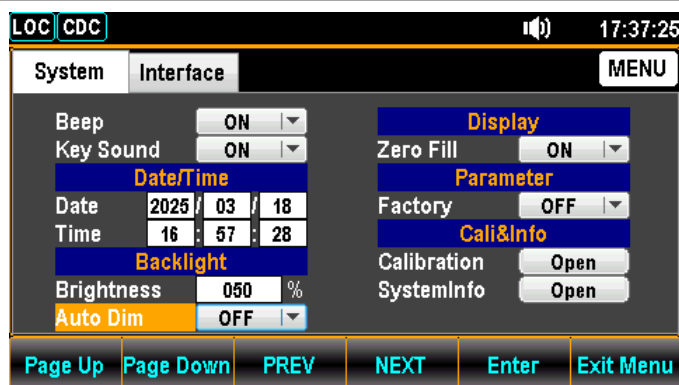 LOC CDC 17:37:25
System Interface MENU
Beep ON
Key Sound ON
Date/Time
Date 2025 / 03 / 18
Time 16 : 57 : 28
Backlight
Brightness 050 %
Auto Dim OFF
Display
Zero Fill ON
Parameter
Factory OFF
Cali&Info
Calibration Open
SystemInfo Open
Page Up Page Down PREV NEXT Enter Exit Menu